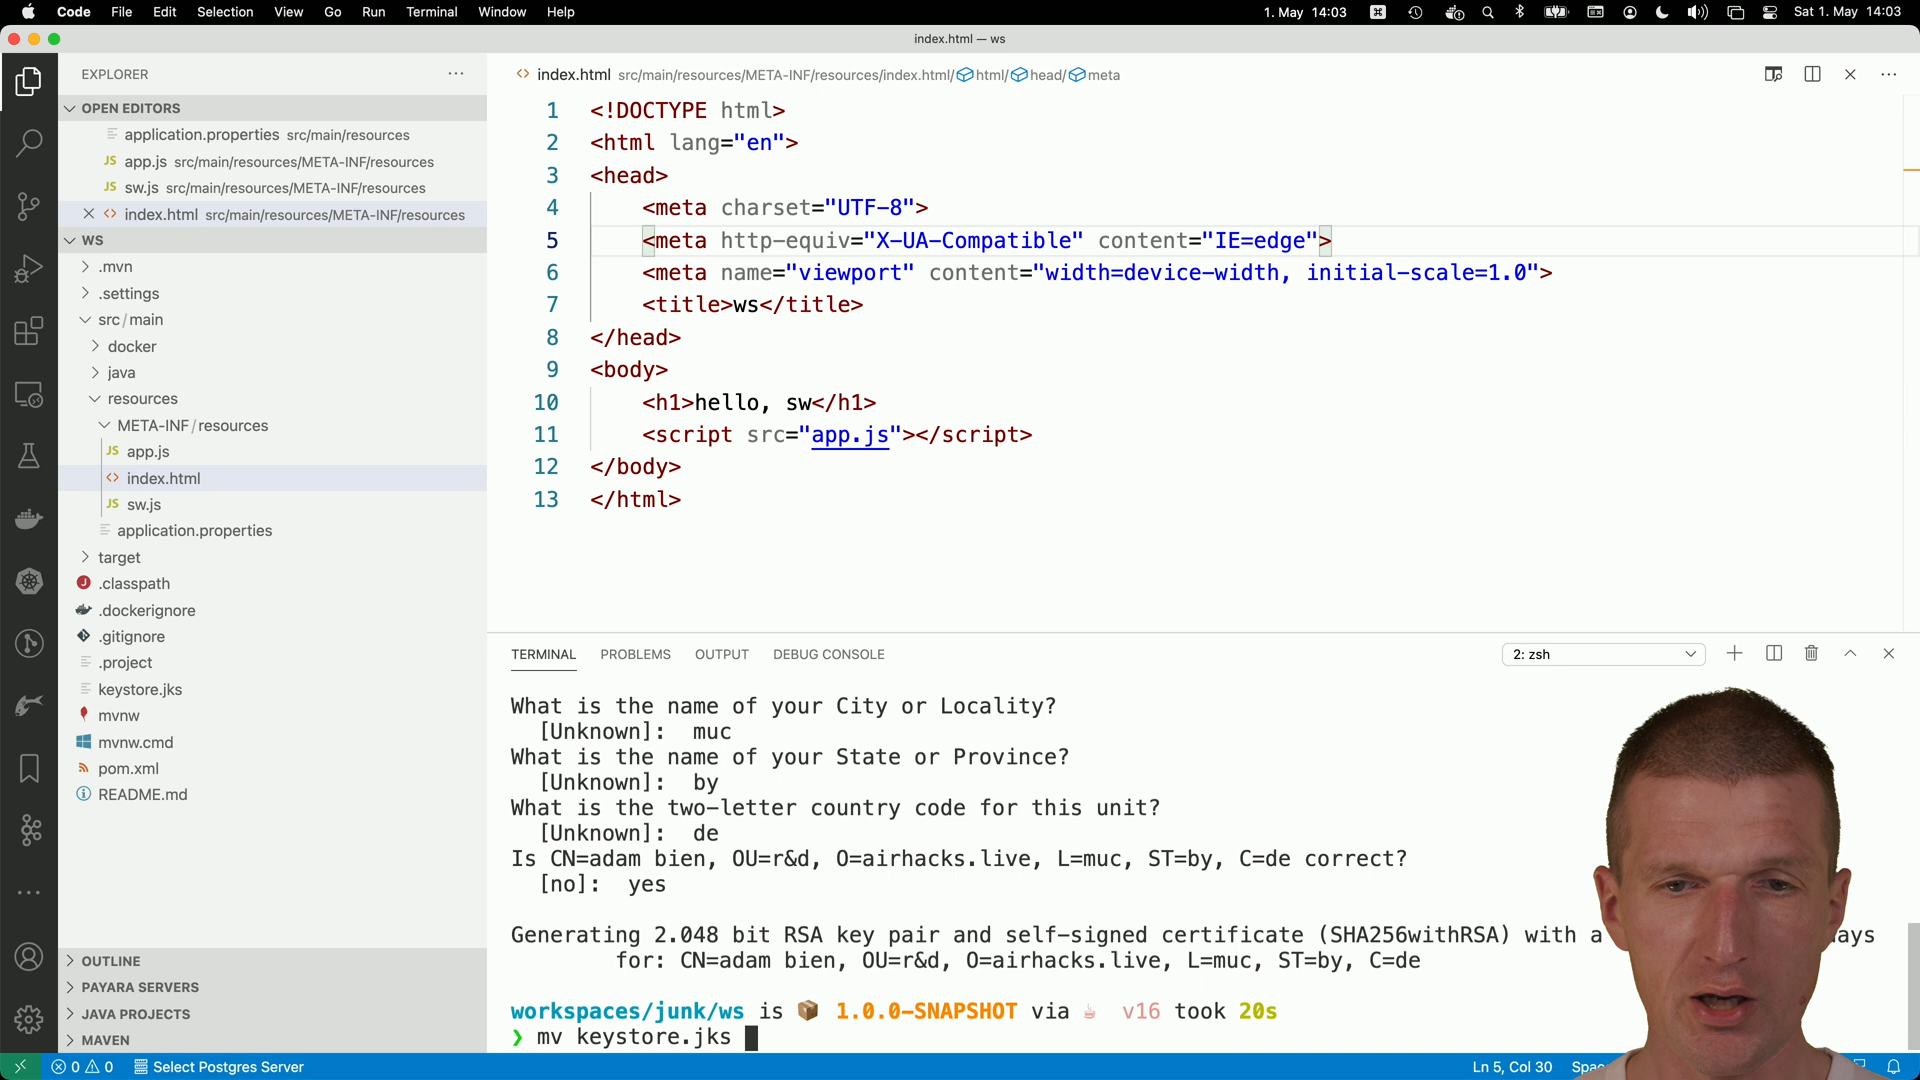 Code File Edit Selection View Go Run Terminal Window Help
1. May 14:03
Sat 1. May 14:03
index.html — ws
EXPLORER
OPEN EDITORS
application.properties src/main/resources
JS app.js src/main/resources/META-INF/resources
JS sw.js src/main/resources/META-INF/resources
index.html src/main/resources/META-INF/resources
WS
.mvn
.settings
src/main
docker
java
resources
META-INF/resources
JS app.js
index.html
JS sw.js
application.properties
target
.classpath
.dockerignore
.gitignore
.project
keystore.jks
mvnw
mvnw.cmd
pom.xml
README.md
OUTLINE
PAYARA SERVERS
JAVA PROJECTS
MAVEN
index.html src/main/resources/META-INF/resources/index.html/html/head/meta
1 <!DOCTYPE html>
2 <html lang="en">
3 <head>
4 <meta charset="UTF-8">
5 <meta http-equiv="X-UA-Compatible" content="IE=edge">
6 <meta name="viewport" content="width=device-width, initial-scale=1.0">
7 <title>ws</title>
8 </head>
9 <body>
10 <h1>hello, sw</h1>
11 <script src="app.js"></script>
12 </body>
13 </html>
TERMINAL PROBLEMS OUTPUT DEBUG CONSOLE
2: zsh
What is the name of your City or Locality?
[Unknown]: muc
What is the name of your State or Province?
[Unknown]: by
What is the two-letter country code for this unit?
[Unknown]: de
Is CN=adam bien, OU=r&d, O=airhacks.live, L=muc, ST=by, C=de correct?
[no]: yes
Generating 2.048 bit RSA key pair and self-signed certificate (SHA256withRSA) with a
for: CN=adam bien, OU=r&d, O=airhacks.live, L=muc, ST=by, C=de
workspaces/junk/ws is 1.0.0-SNAPSHOT via v16 took 20s
❯ mv keystore.jks
0 0 Select Postgres Server
Ln 5, Col 30